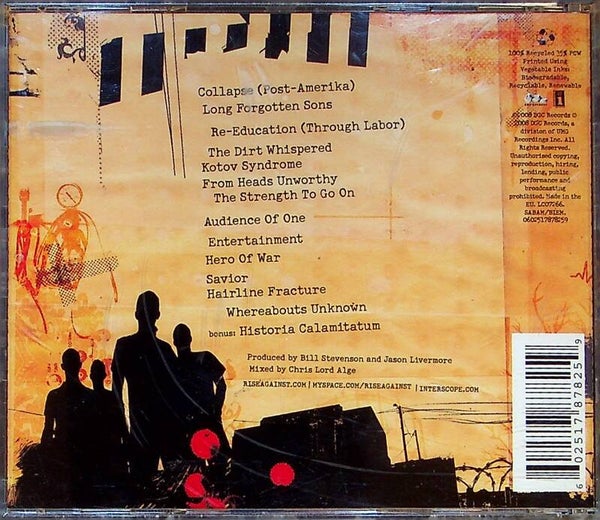 Collapse (Post-Amerika)
Long Forgotten Sons
Re-Education (Through Labor)
The Dirt Whispered
Kotov Syndrome
From Heads Unworthy
The Strength To Go On
Audience Of One
Entertainment
Hero Of War
Savior
Hairline Fracture
Whereabouts Unknown
bonus: Historia Calamitatum
Produced by Bill Stevenson and Jason Livermore
Mixed by Chris Lord Alge
RISEAGAINST.COM | MYSPACE.COM/RISEAGAINST | INTERSCOPE.COM
100% Recycled 35% PCW
Printed Using
Vegetable Inks:
Biodegradable,
Recyclable, Renewable
℗2008 DGC Records ©
2008 DGC Records, a
division of UMG
Recordings Inc. All
Rights Reserved.
Unauthorised copying,
reproduction, hiring,
lending, public
performance and
broadcasting
prohibited. Made in the
EU. LC07266.
SABAM/BIEM.
0602517878259
6 02517 87825 9